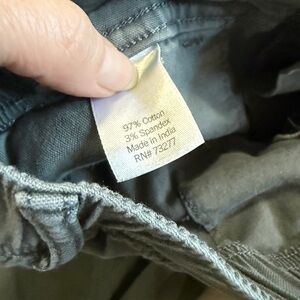 97% Cotton
3% Spandex
Made in India
RN# 73277